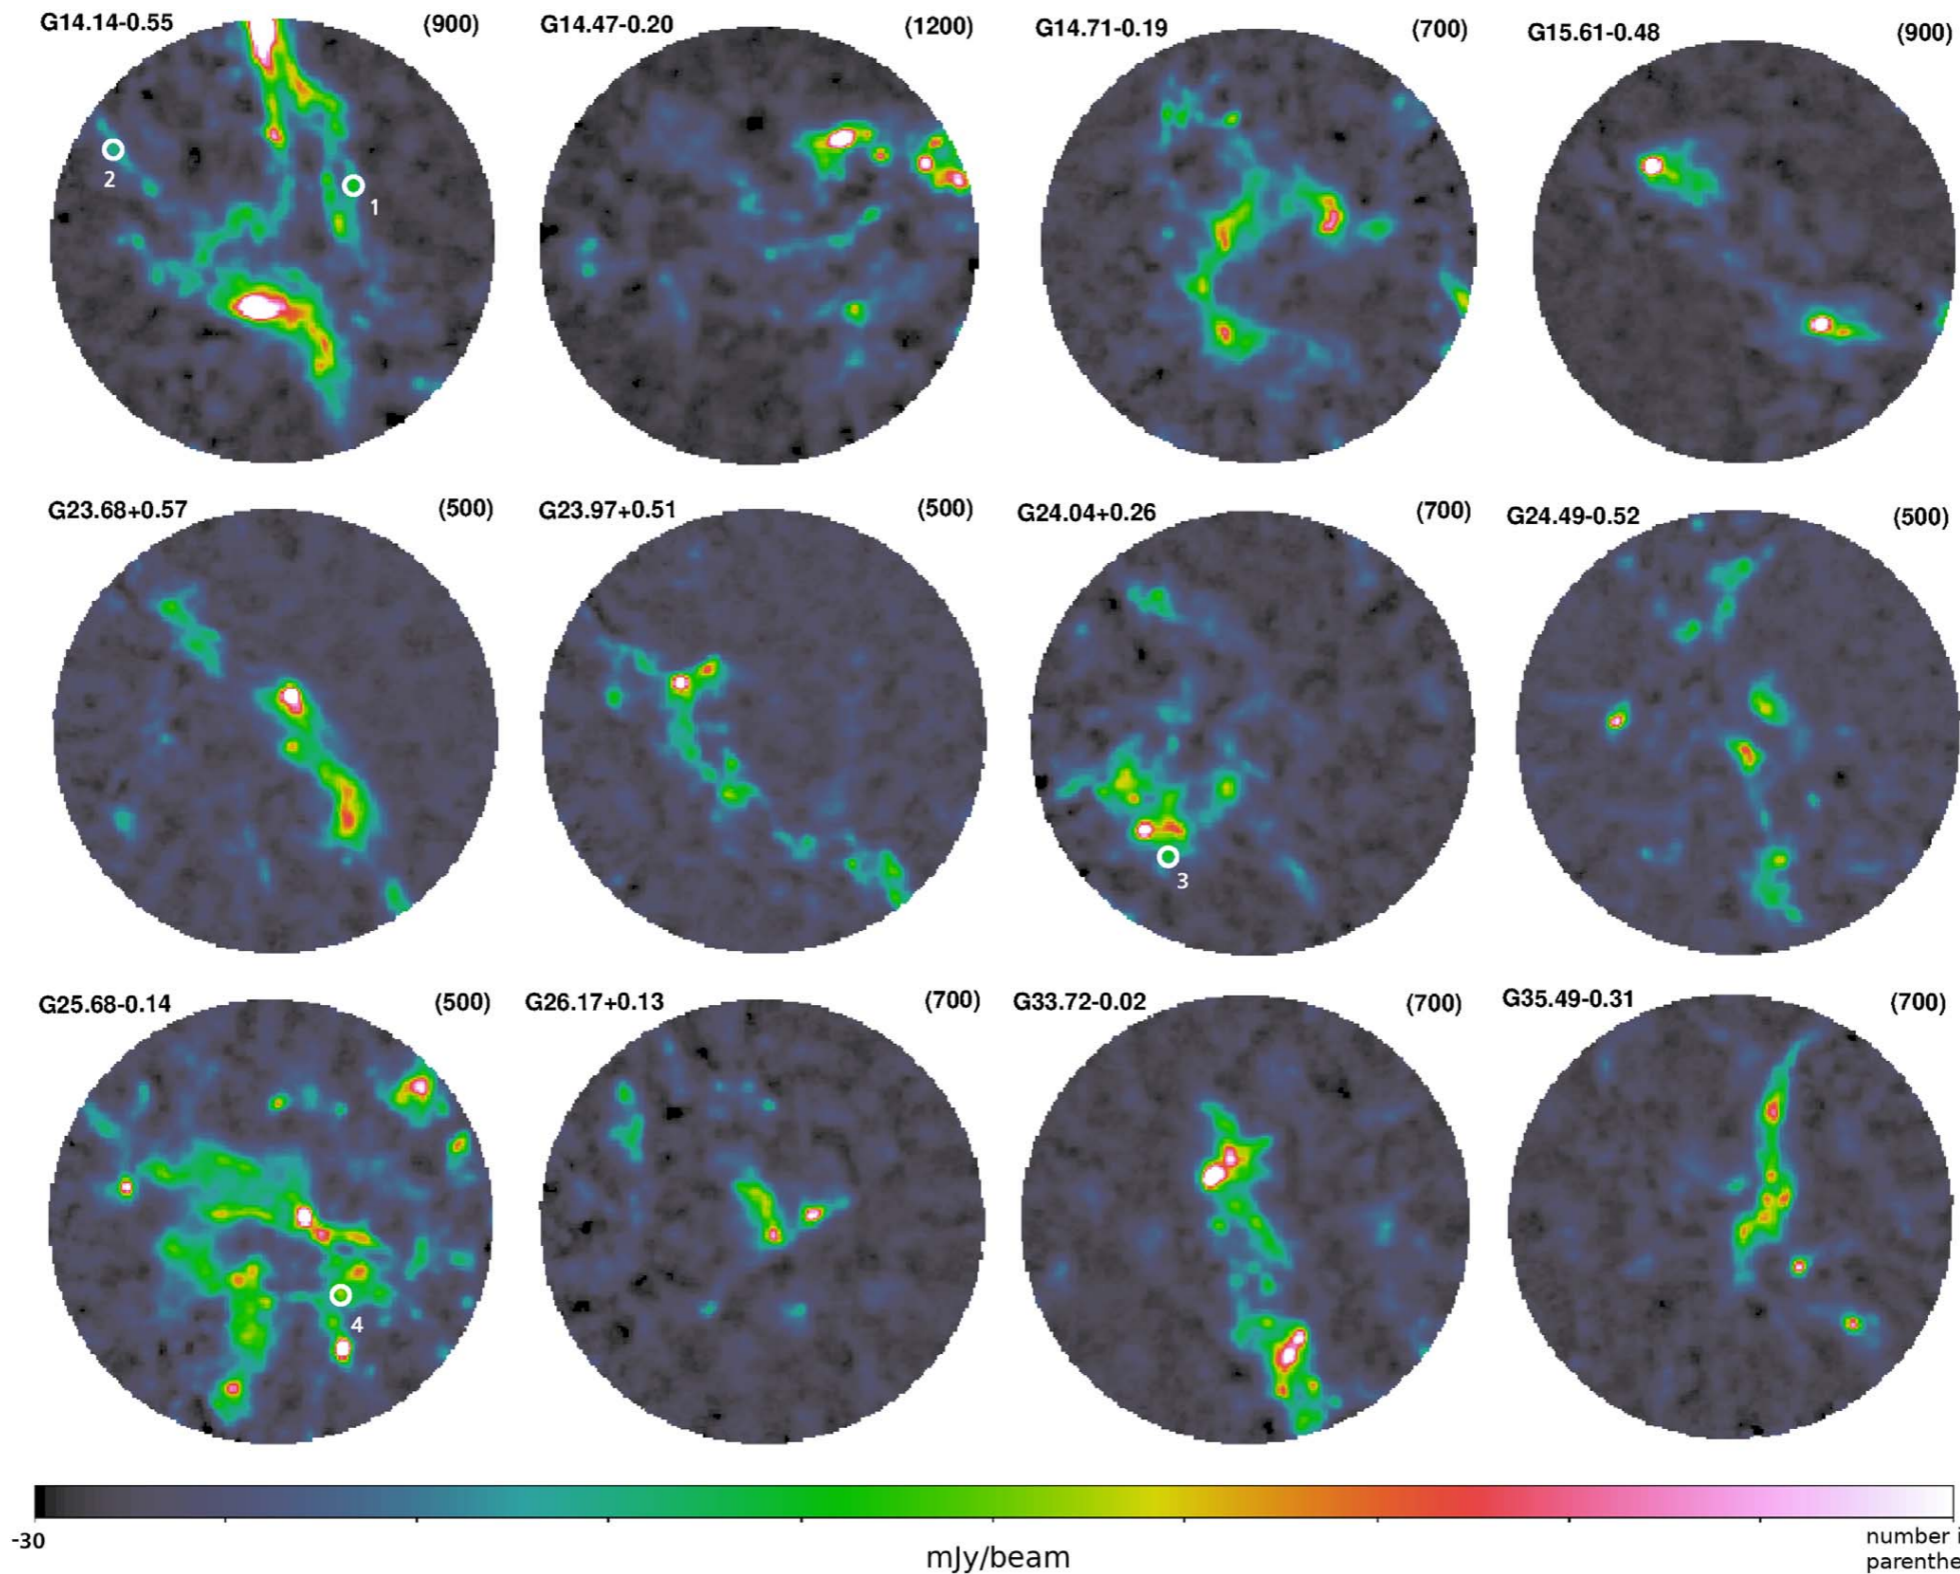 G14.14-0.55 (900) G14.47-0.20 (1200) G14.71-0.19 (700) G15.61-0.48 (900)
2
1
G23.68+0.57 (500) G23.97+0.51 (500) G24.04+0.26 (700) G24.49-0.52 (500)
3
G25.68-0.14 (500) G26.17+0.13 (700) G33.72-0.02 (700) G35.49-0.31 (700)
4
-30
mJy/beam
number i
parenthe